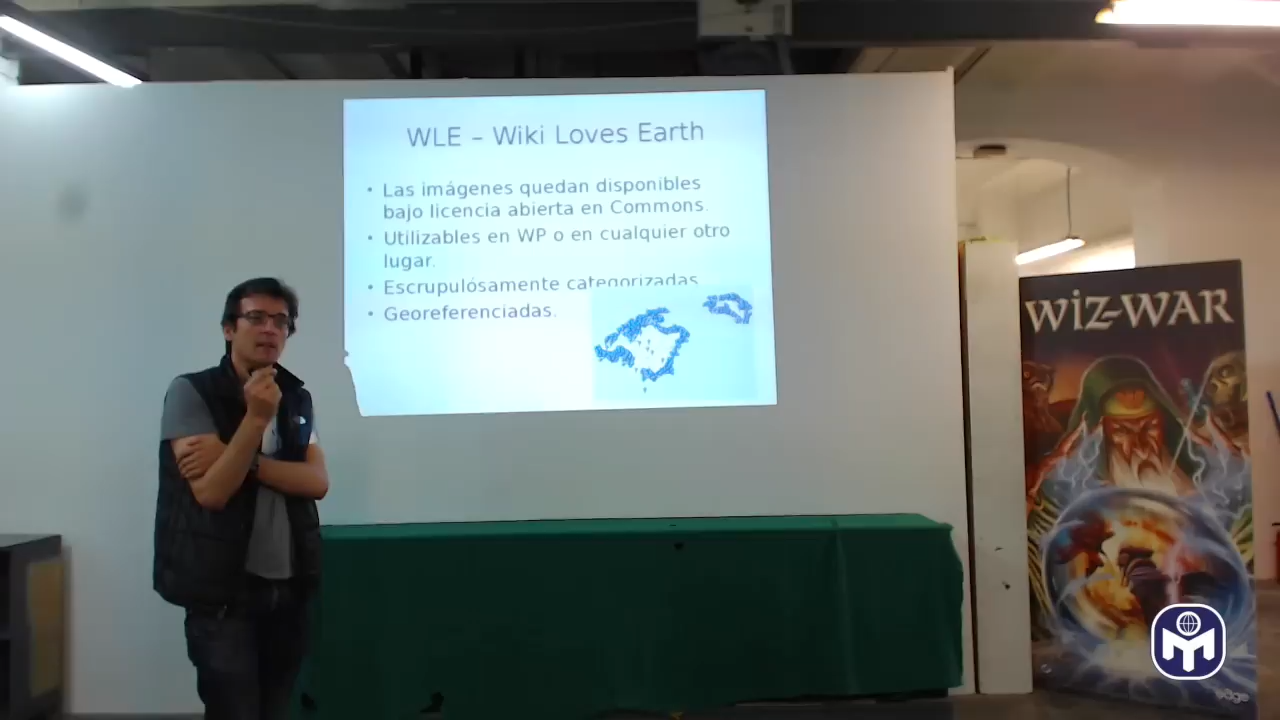 WLE – Wiki Loves Earth
• Las imágenes quedan disponibles
bajo licencia abierta en Commons.
• Utilizables en WP o en cualquier otro
lugar.
• Escrupulósamente categorizadas
• Georeferenciadas.
WiZ-WAR
edge